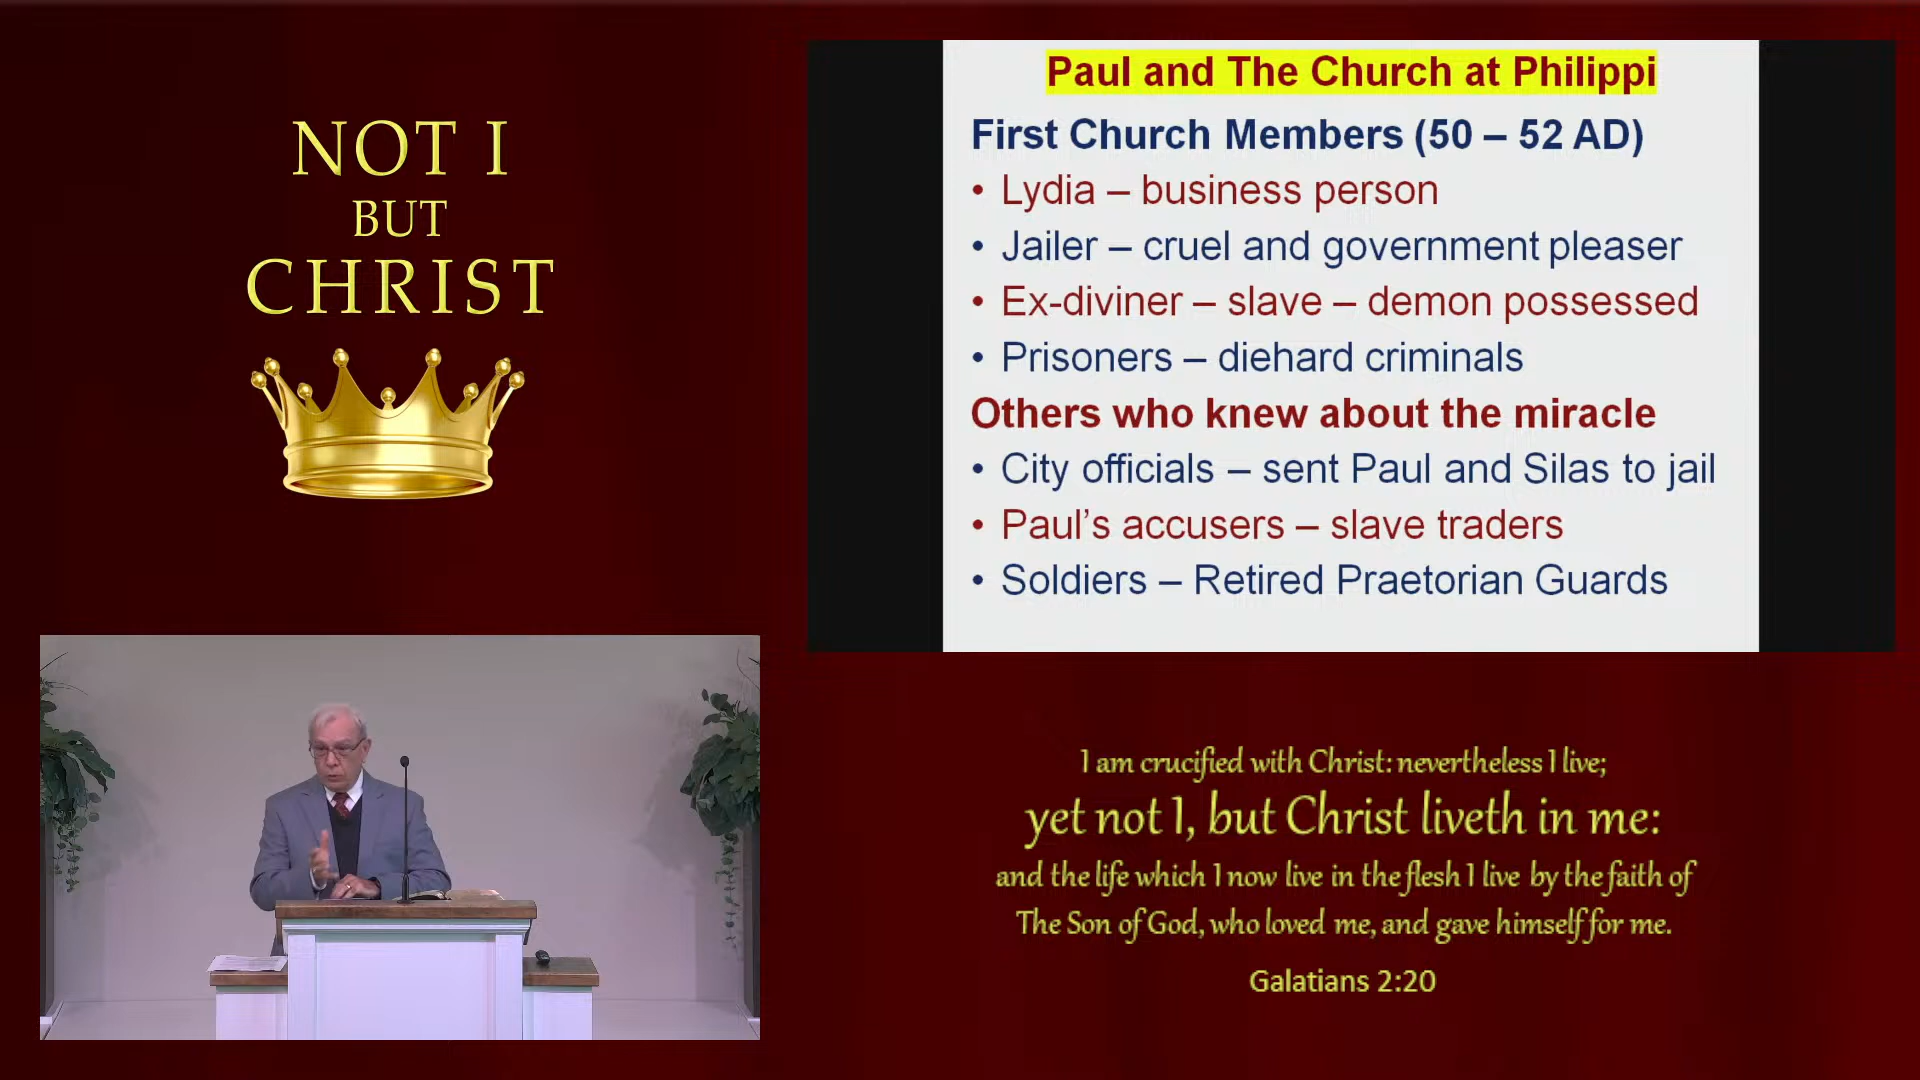 NOT I
BUT
CHRIST
Paul and The Church at Philippi
First Church Members (50 – 52 AD)
• Lydia – business person
• Jailer – cruel and government pleaser
• Ex-diviner – slave – demon possessed
• Prisoners – diehard criminals
Others who knew about the miracle
• City officials – sent Paul and Silas to jail
• Paul’s accusers – slave traders
• Soldiers – Retired Praetorian Guards
I am crucified with Christ: nevertheless I live;
yet not I, but Christ liveth in me:
and the life which I now live in the flesh I live by the faith of
The Son of God, who loved me, and gave himself for me.
Galatians 2:20